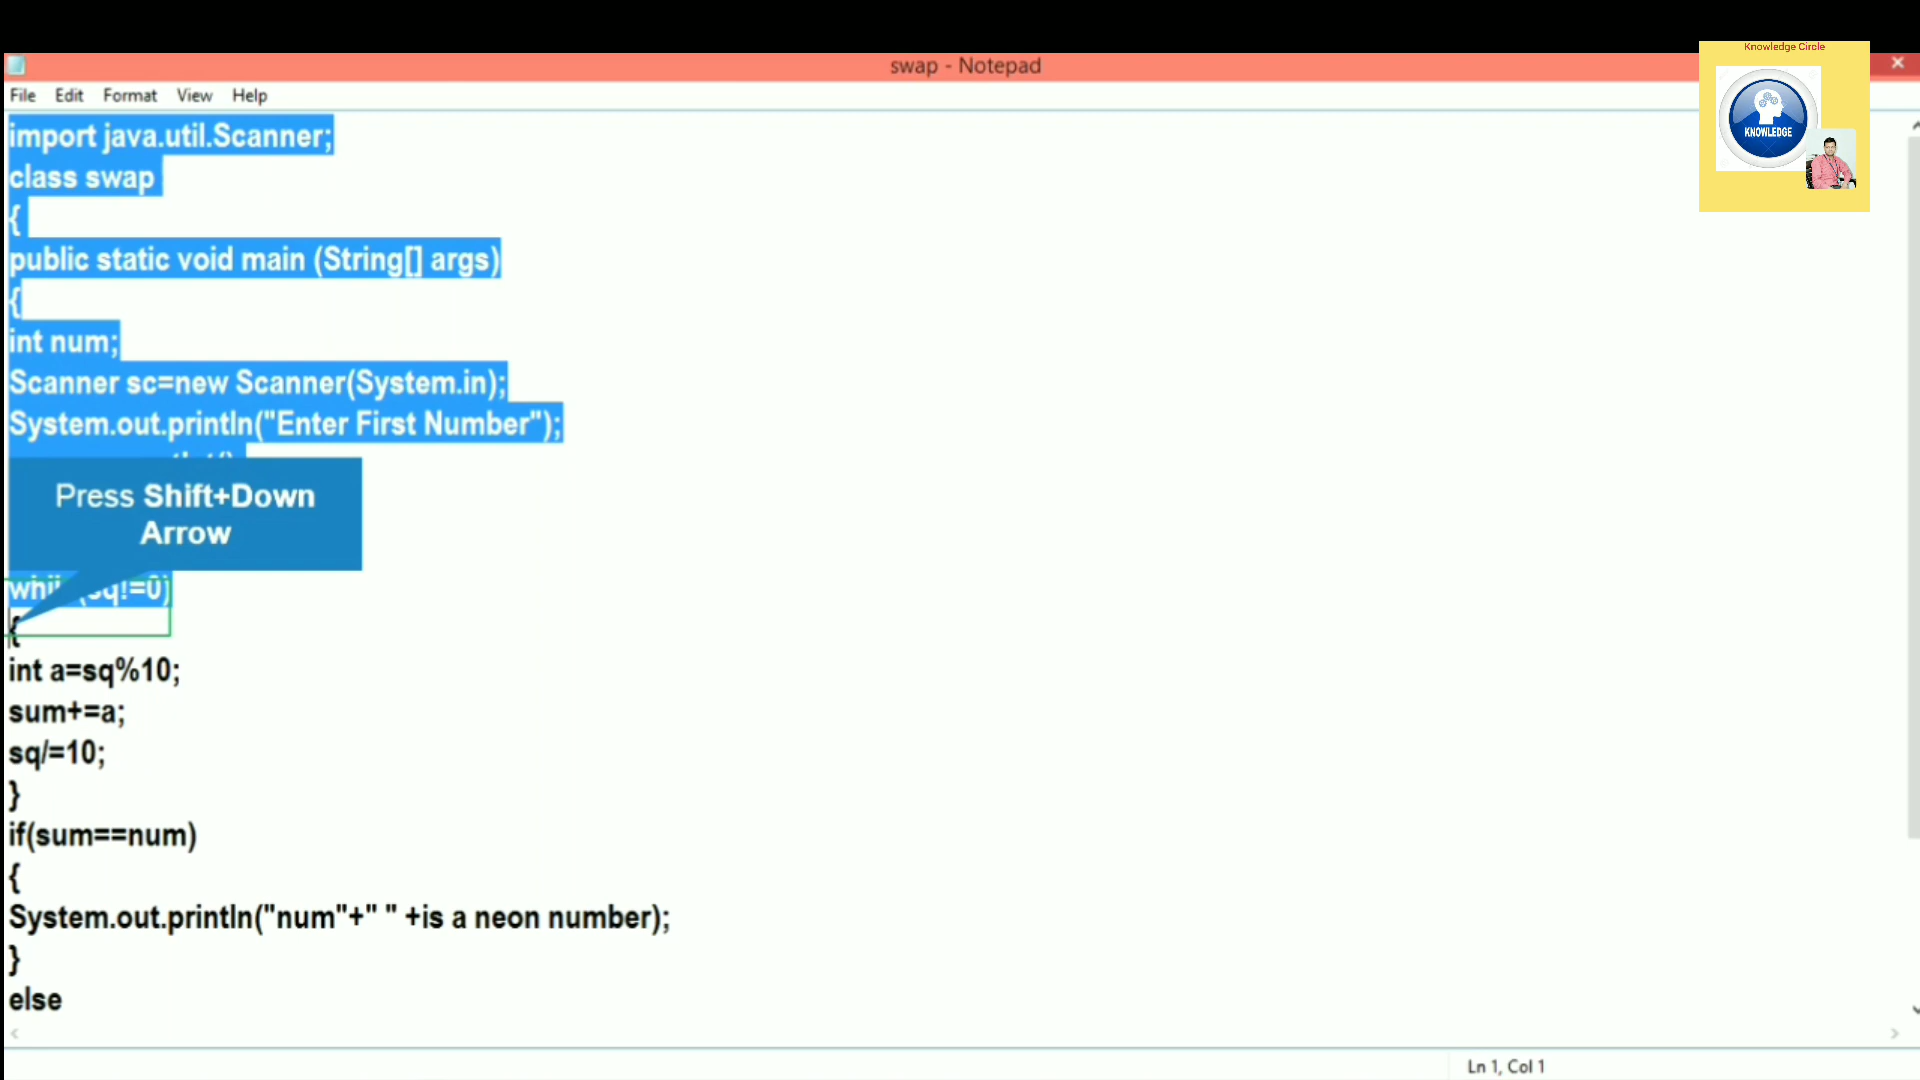 Knowledge Circle
swap - Notepad
KNOWLEDGE
File Edit Format View Help
import java.util.Scanner;
class swap
{
public static void main (String[] args)
{
int num;
Scanner sc=new Scanner(System.in);
System.out.println("Enter First Number");
Press Shift+Down
Arrow
(sq!=0)
{
int a=sq%10;
sum+=a;
sq/=10;
}
if(sum==num)
{
System.out.println("num"+" " +is a neon number);
}
else
Ln 1, Col 1